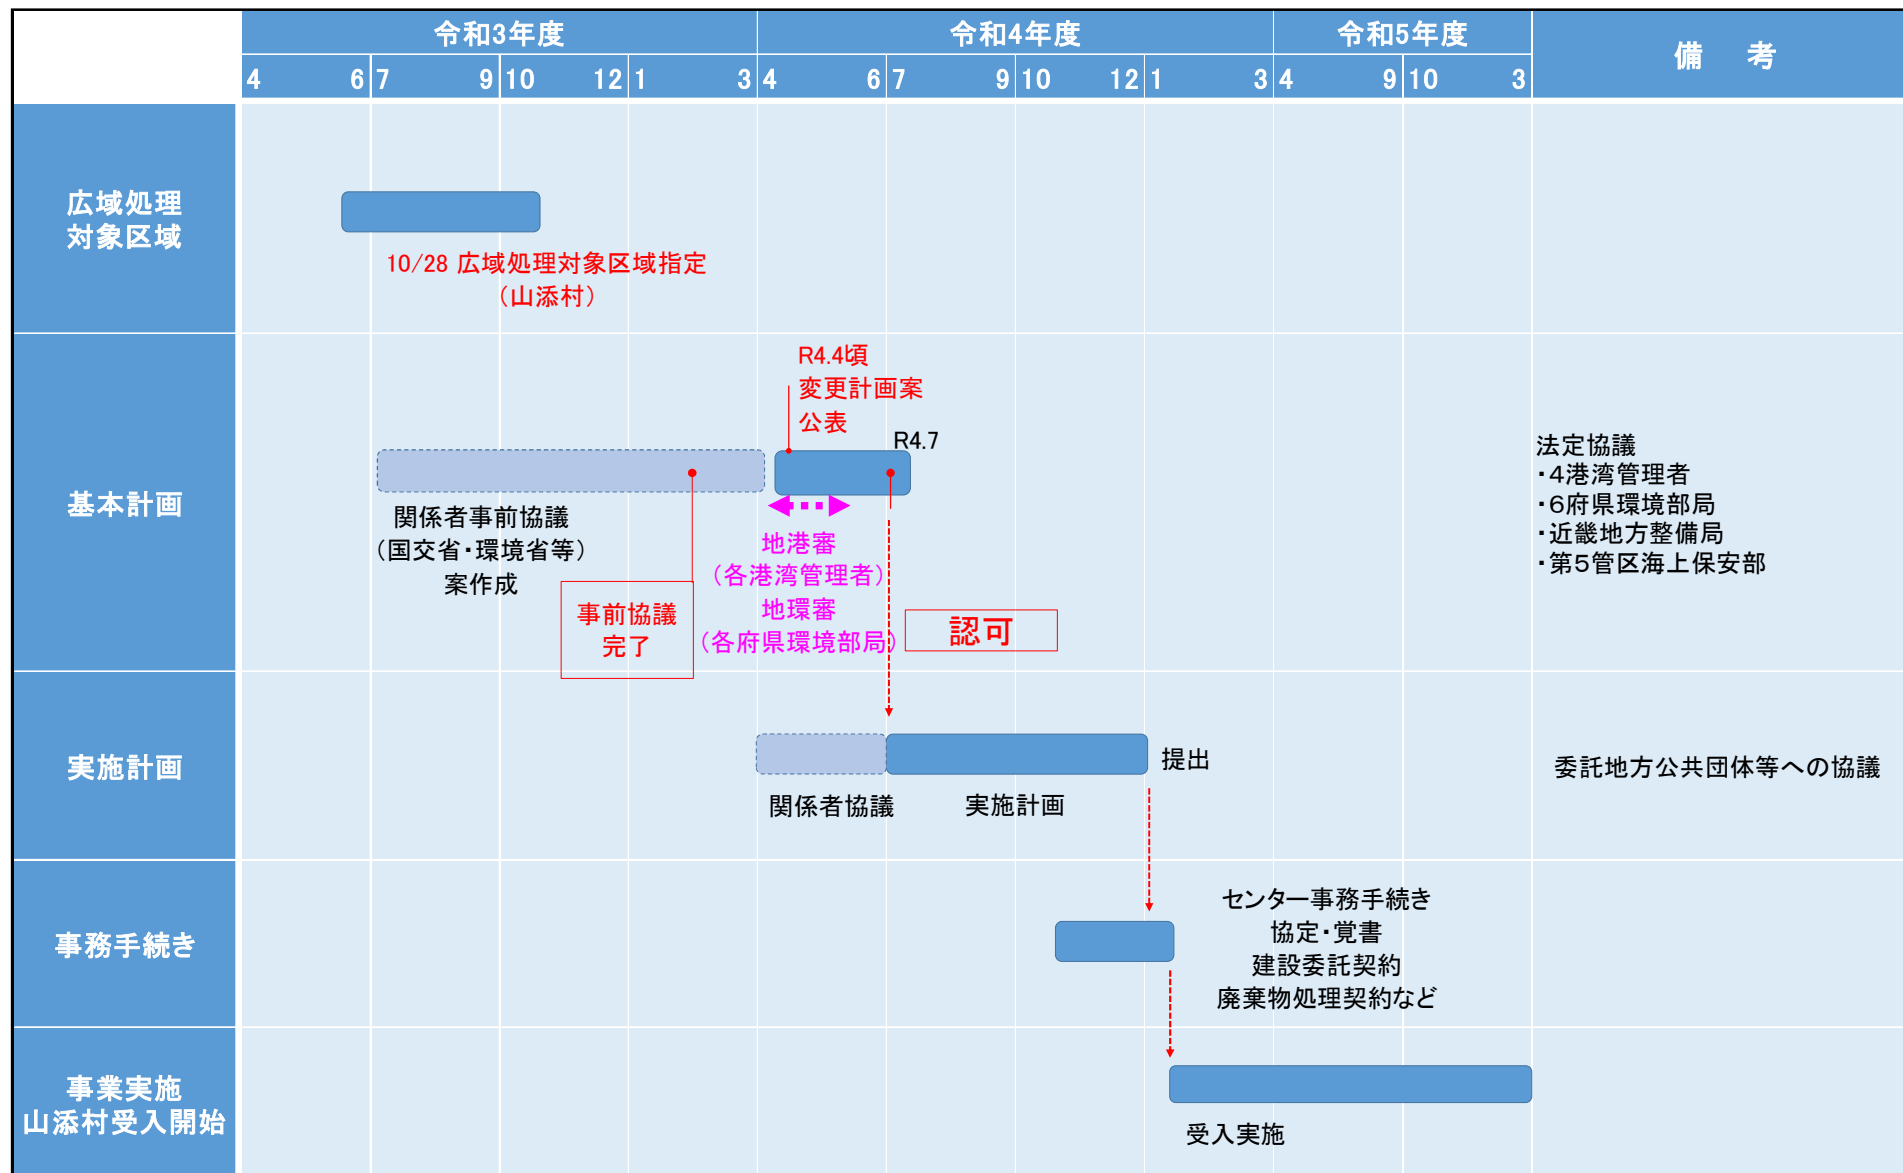 令和3年度 令和4年度 令和5年度 備　考
4 6 7 9 10 12 1 3 4 6 7 9 10 12 1 3 4 9 10 3
広域処理
対象区域
10/28 広域処理対象区域指定
（山添村）
基本計画
R4.4頃
変更計画案
公表
R4.7
関係者事前協議
（国交省・環境省等）
案作成
事前協議
完了
地港審
（各港湾管理者）
地環審
（各府県環境部局）
認可
法定協議
・4港湾管理者
・6府県環境部局
・近畿地方整備局
・第5管区海上保安部
実施計画
関係者協議
実施計画
提出
委託地方公共団体等への協議
事務手続き
センター事務手続き
協定・覚書
建設委託契約
廃棄物処理契約など
事業実施
山添村受入開始
受入実施